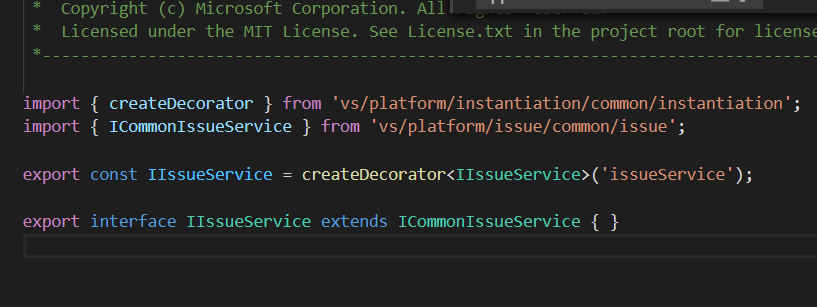 * Copyright (c) Microsoft Corporation. All
* Licensed under the MIT License. See License.txt in the project root for license
*--------------------------------------------------------------------------------
import { createDecorator } from 'vs/platform/instantiation/common/instantiation';
import { ICommonIssueService } from 'vs/platform/issue/common/issue';
export const IIssueService = createDecorator<IIssueService>('issueService');
export interface IIssueService extends ICommonIssueService { }